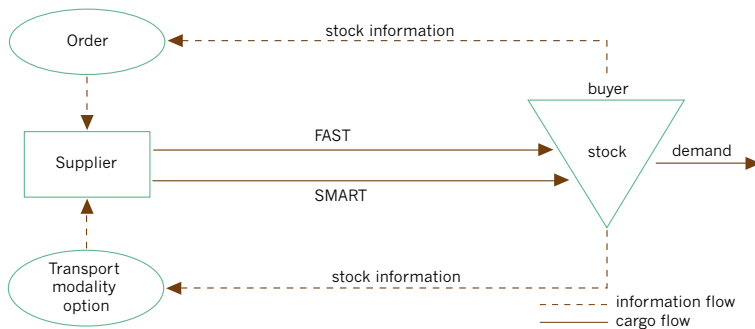 Order
stock information
buyer
Supplier
FAST
SMART
stock
demand
Transport
modality
option
stock information
information flow
cargo flow